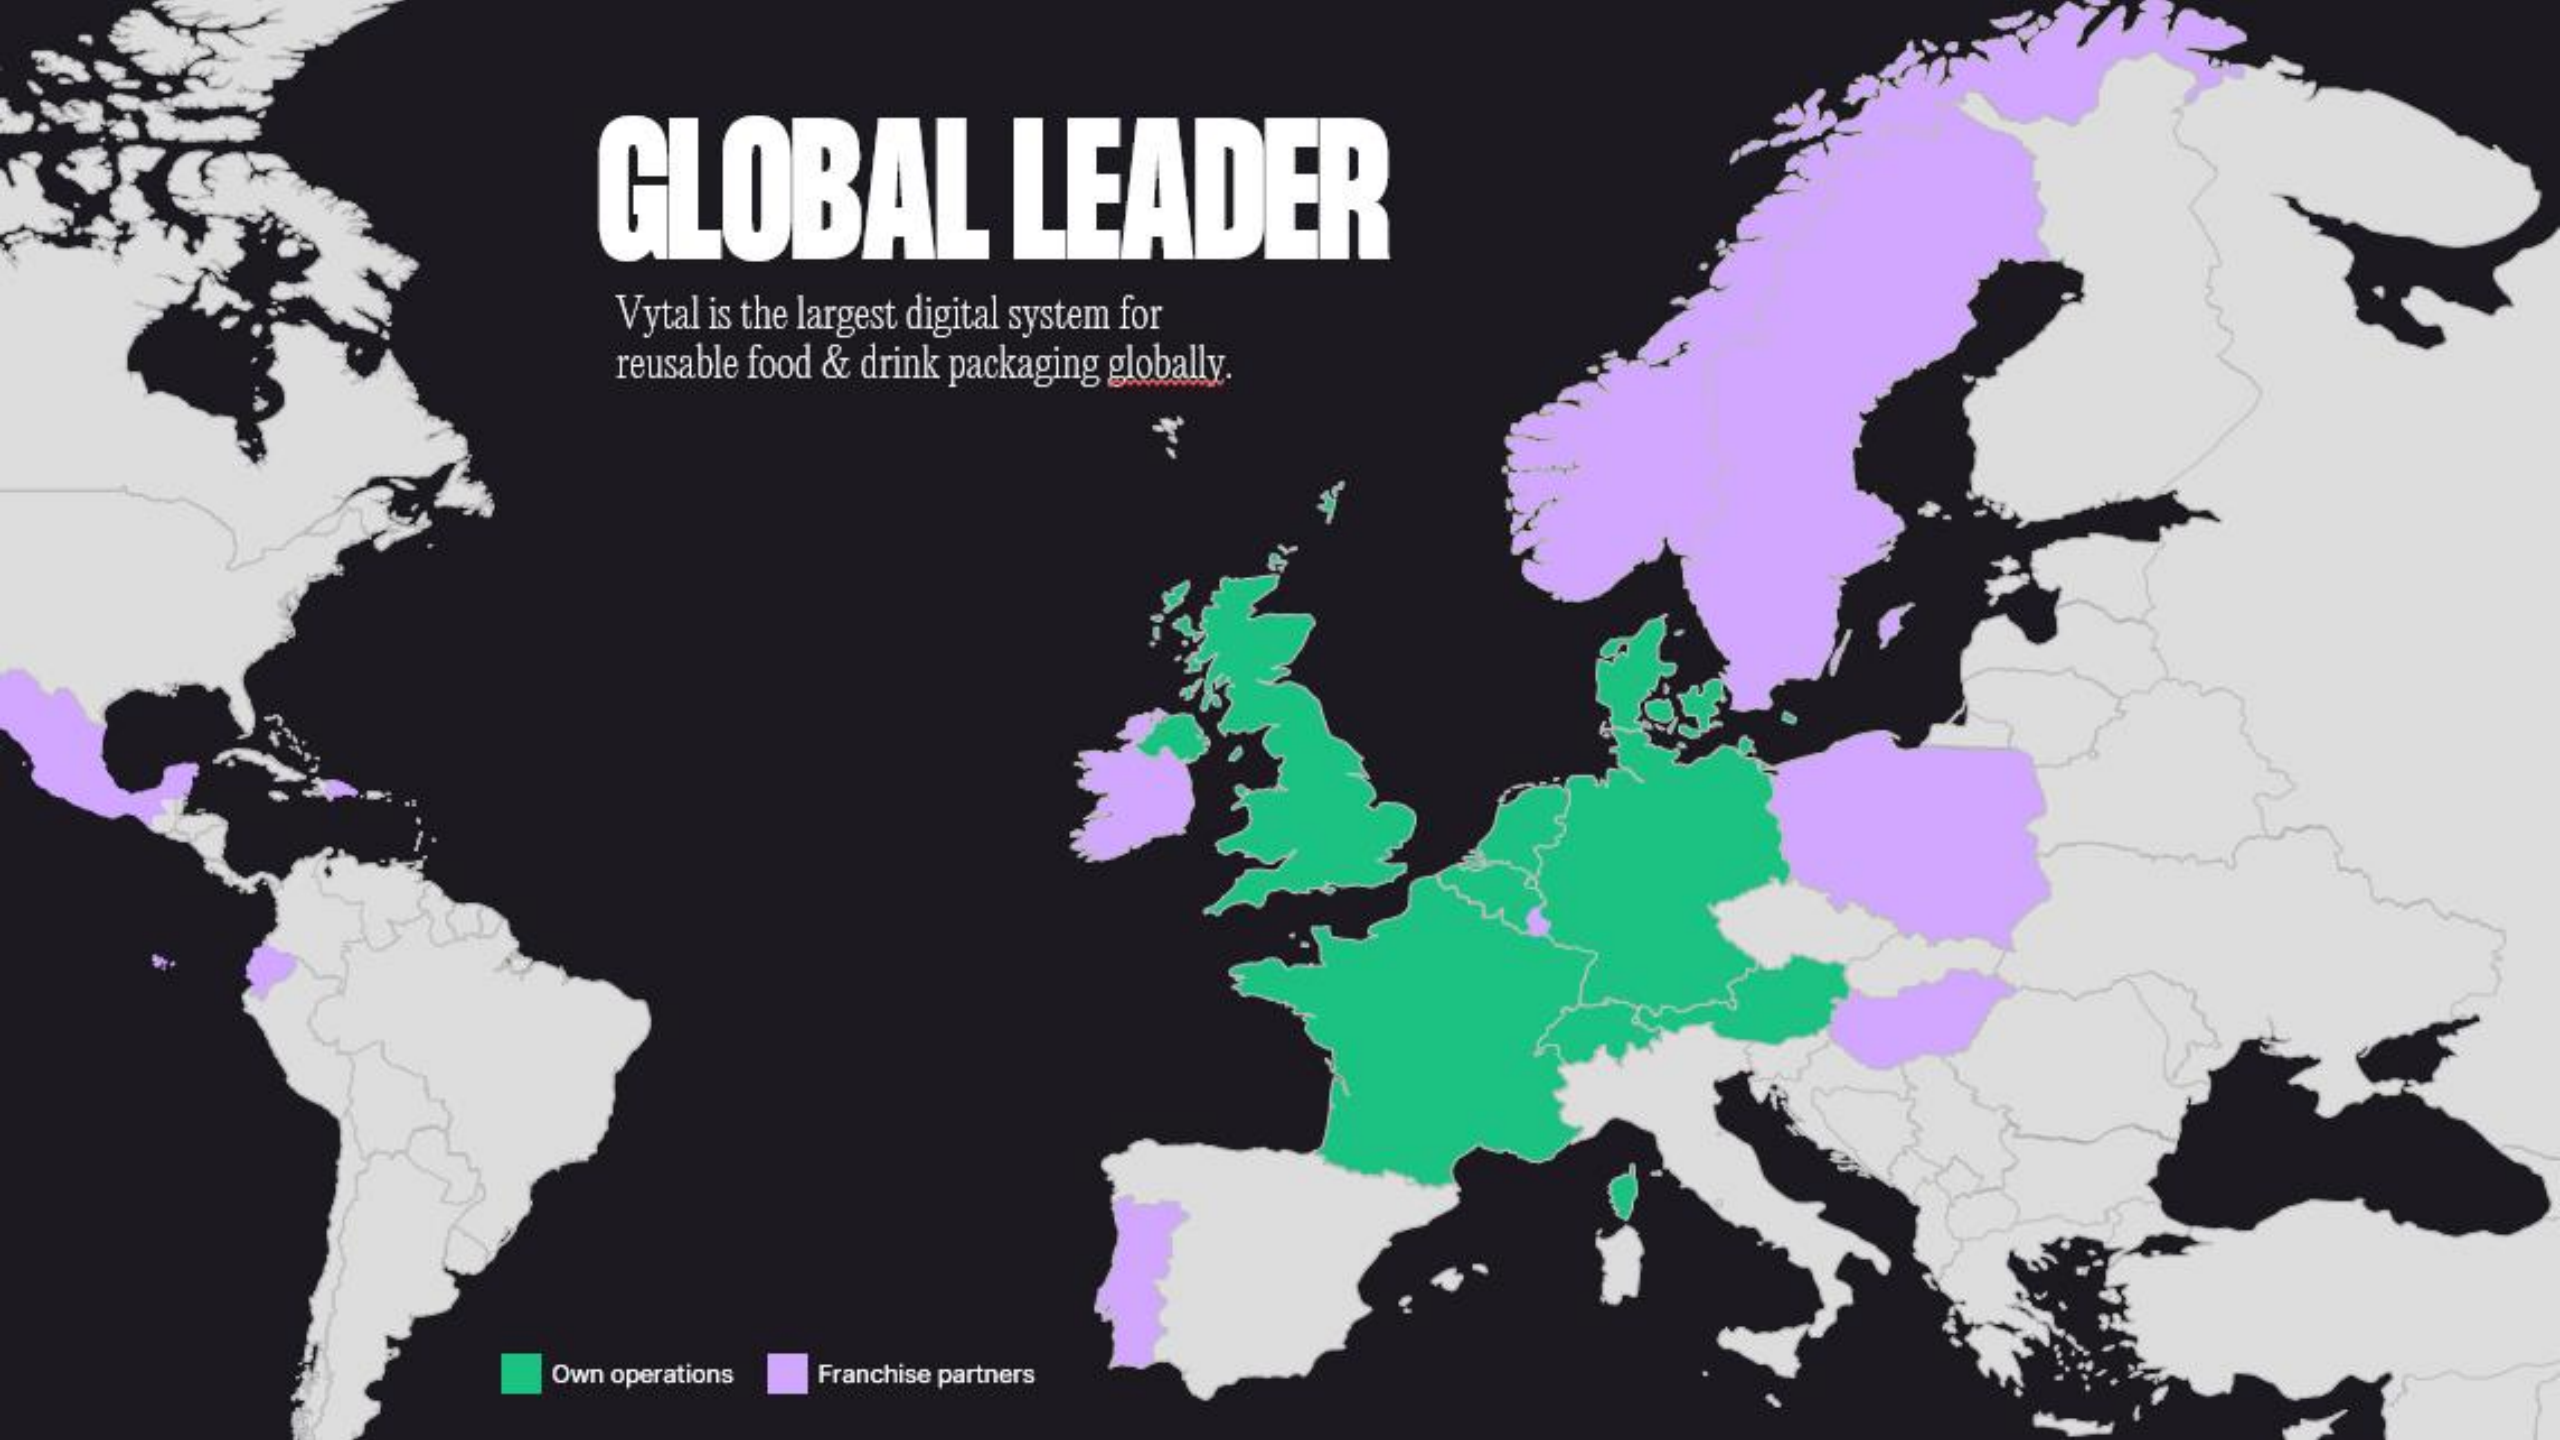 GLOBAL LEADER
Vytal is the largest digital system for
reusable food & drink packaging globally.
Own operations
Franchise partners